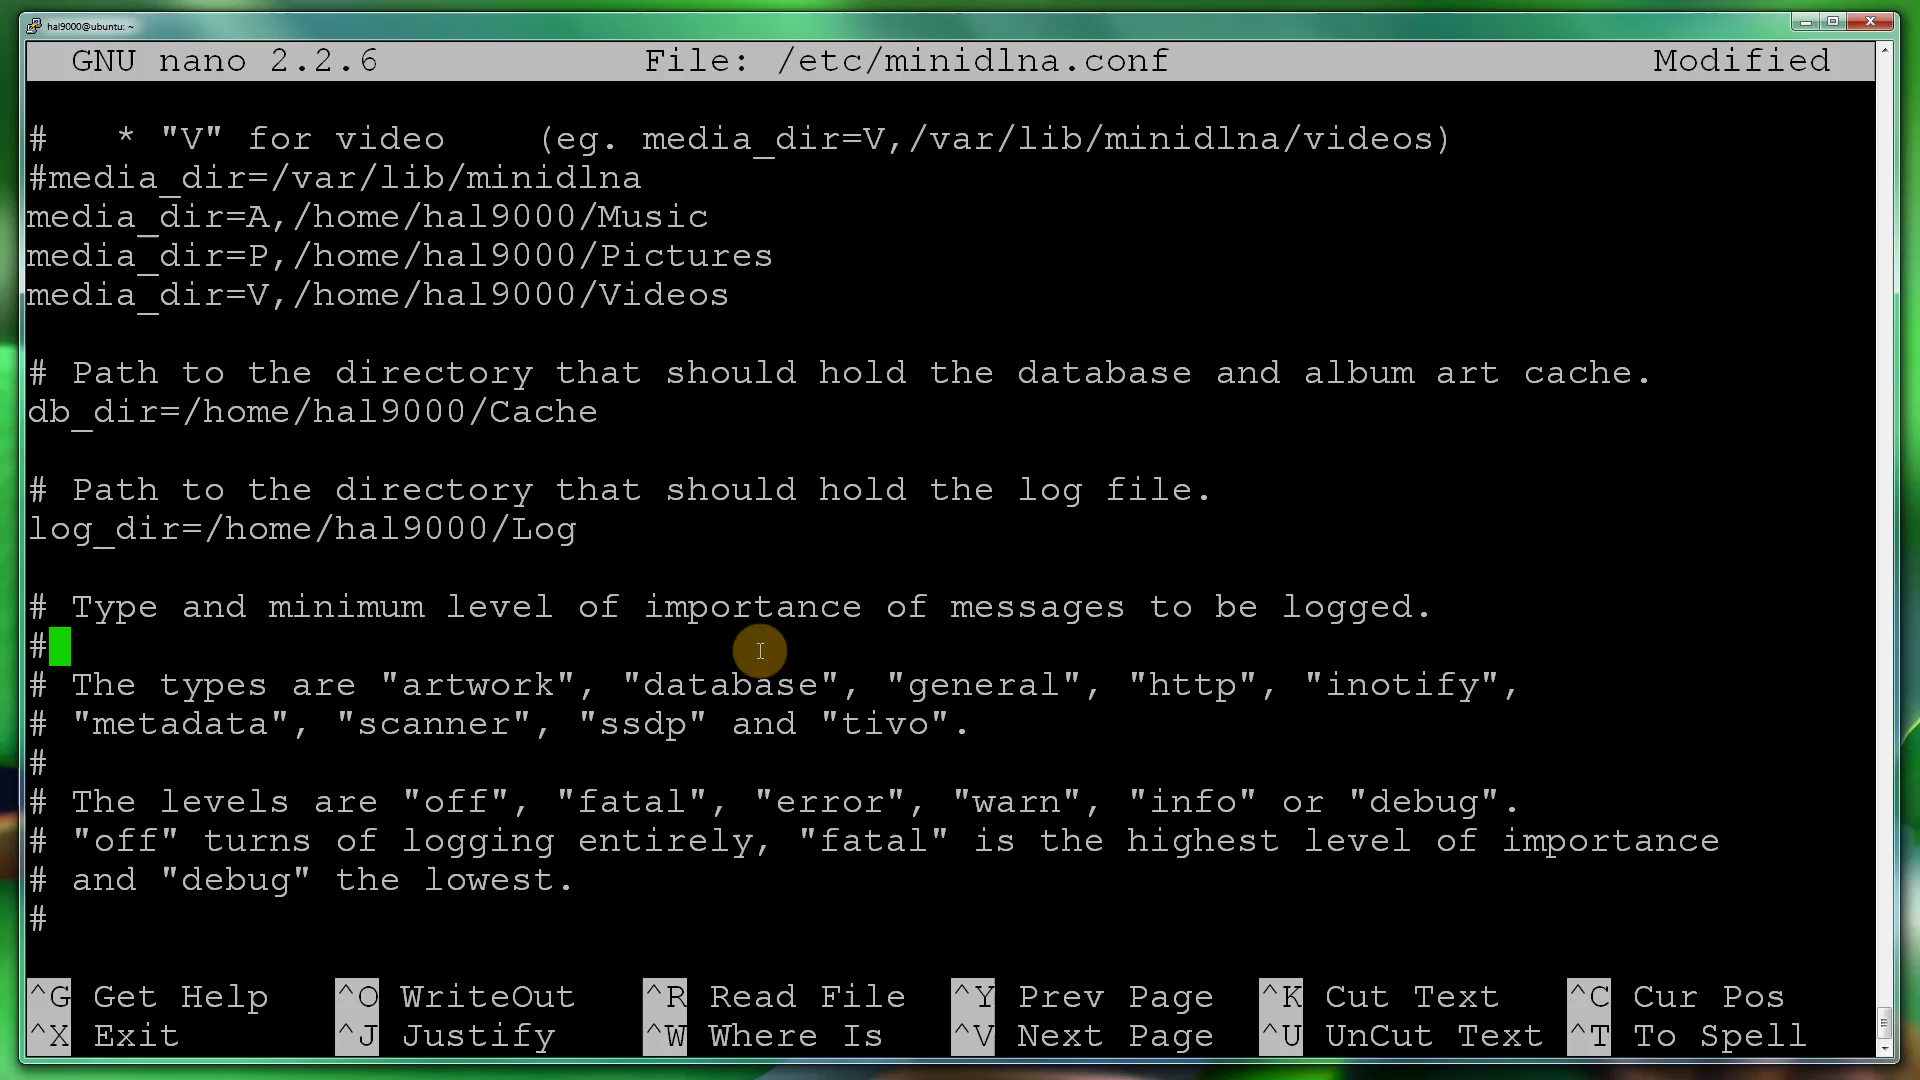 hal9000@ubuntu: ~
GNU nano 2.2.6 File: /etc/minidlna.conf Modified
#   * "V" for video    (eg. media_dir=V,/var/lib/minidlna/videos)
#media_dir=/var/lib/minidlna
media_dir=A,/home/hal9000/Music
media_dir=P,/home/hal9000/Pictures
media_dir=V,/home/hal9000/Videos
# Path to the directory that should hold the database and album art cache.
db_dir=/home/hal9000/Cache
# Path to the directory that should hold the log file.
log_dir=/home/hal9000/Log
# Type and minimum level of importance of messages to be logged.
#
# The types are "artwork", "database", "general", "http", "inotify",
# "metadata", "scanner", "ssdp" and "tivo".
#
# The levels are "off", "fatal", "error", "warn", "info" or "debug".
# "off" turns of logging entirely, "fatal" is the highest level of importance
# and "debug" the lowest.
#
^G Get Help ^O WriteOut ^R Read File ^Y Prev Page ^K Cut Text ^C Cur Pos
^X Exit ^J Justify ^W Where Is ^V Next Page ^U UnCut Text ^T To Spell